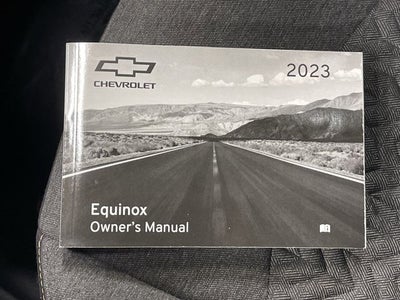 CHEVROLET
2023
Equinox
Owner's Manual